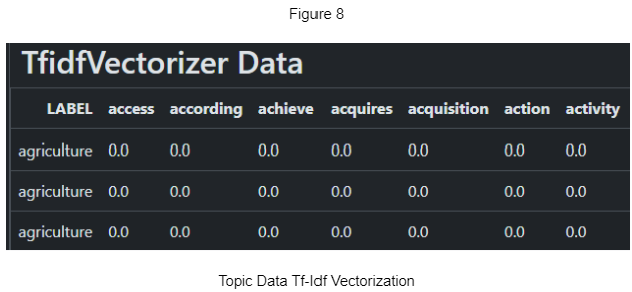 Figure 8
TfidfVectorizer Data
LABEL access according achieve acquires acquisition action activity
agriculture 0.0 0.0 0.0 0.0 0.0 0.0 0.0
agriculture 0.0 0.0 0.0 0.0 0.0 0.0 0.0
agriculture 0.0 0.0 0.0 0.0 0.0 0.0 0.0
Topic Data Tf-Idf Vectorization